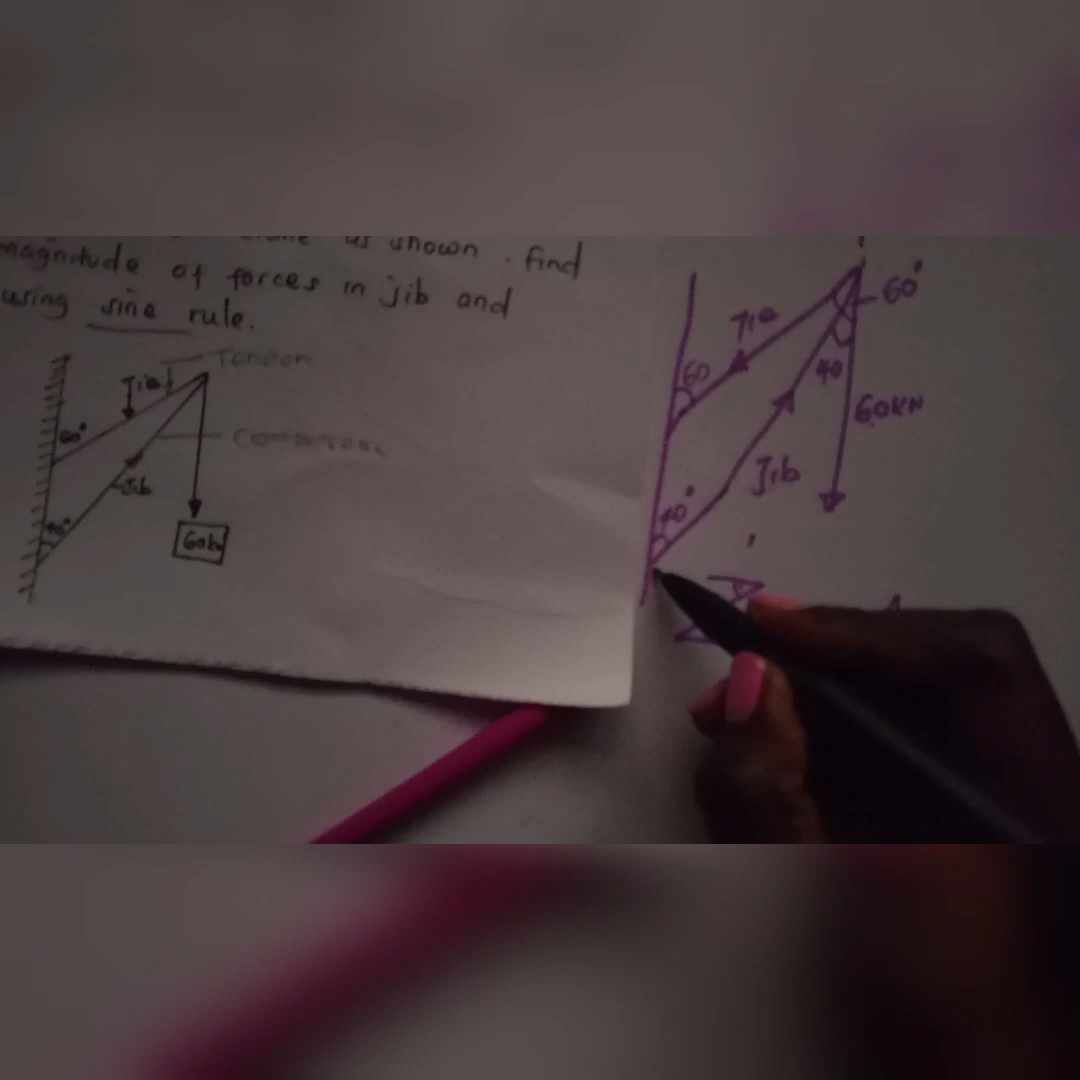 us shown . find
magnitude of forces in jib and
using sine rule.
Tension
Tie
60°
Compression
Jib
40°
60kN
60°
Tie
60
40
60KN
Jib
40°